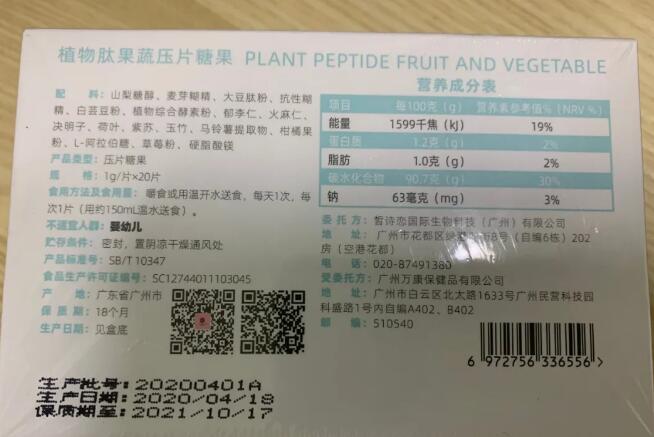 植物肽果蔬压片糖果 PLANT PEPTIDE FRUIT AND VEGETABLE
配 料：山梨糖醇、麦芽糊精、大豆肽粉、抗性糊
精、白芸豆粉、植物综合酵素粉、郁李仁、火麻仁、
决明子、荷叶、紫苏、玉竹、马铃薯提取物、柑橘果
粉、L-阿拉伯糖、草莓粉、硬脂酸镁
产品类型：压片糖果
规 格：1g/片×20片
食用方法及食用量：嚼食或用温开水送食，每天1次，每
次1片（用约150mL温水送食）。
不适宜人群：婴幼儿
贮存条件：密封，置阴凉干燥通风处
产品标准号：SB/T 10347
食品生产许可证编号：SC12744011103045
产 地：广东省广州市
保 质 期：18个月
生产日期：见盒底
营养成分表
项目 每100克（g） 营养素参考值%（NRV %）
能量 1599千焦（kJ） 19%
蛋白质 1.2克（g） 2%
脂肪 1.0克（g） 2%
碳水化合物 90.7克（g） 30%
钠 63毫克（mg） 3%
委 托 方：皙诗恋国际生物科技（广州）有限公司
地 址：广州市花都区 68号（自编6栋）202
房（空港花都）
电 话：020-87491380
受委托方：广州万康保健品有限公司
地 址：广州市白云区北太路1633号广州民营科技园
科盛路1号内自编A402、B402
邮 编：510540
6 972756 336556 >
生产批号：20200401A
生产日期：2020/04/18
保质期至：2021/10/17